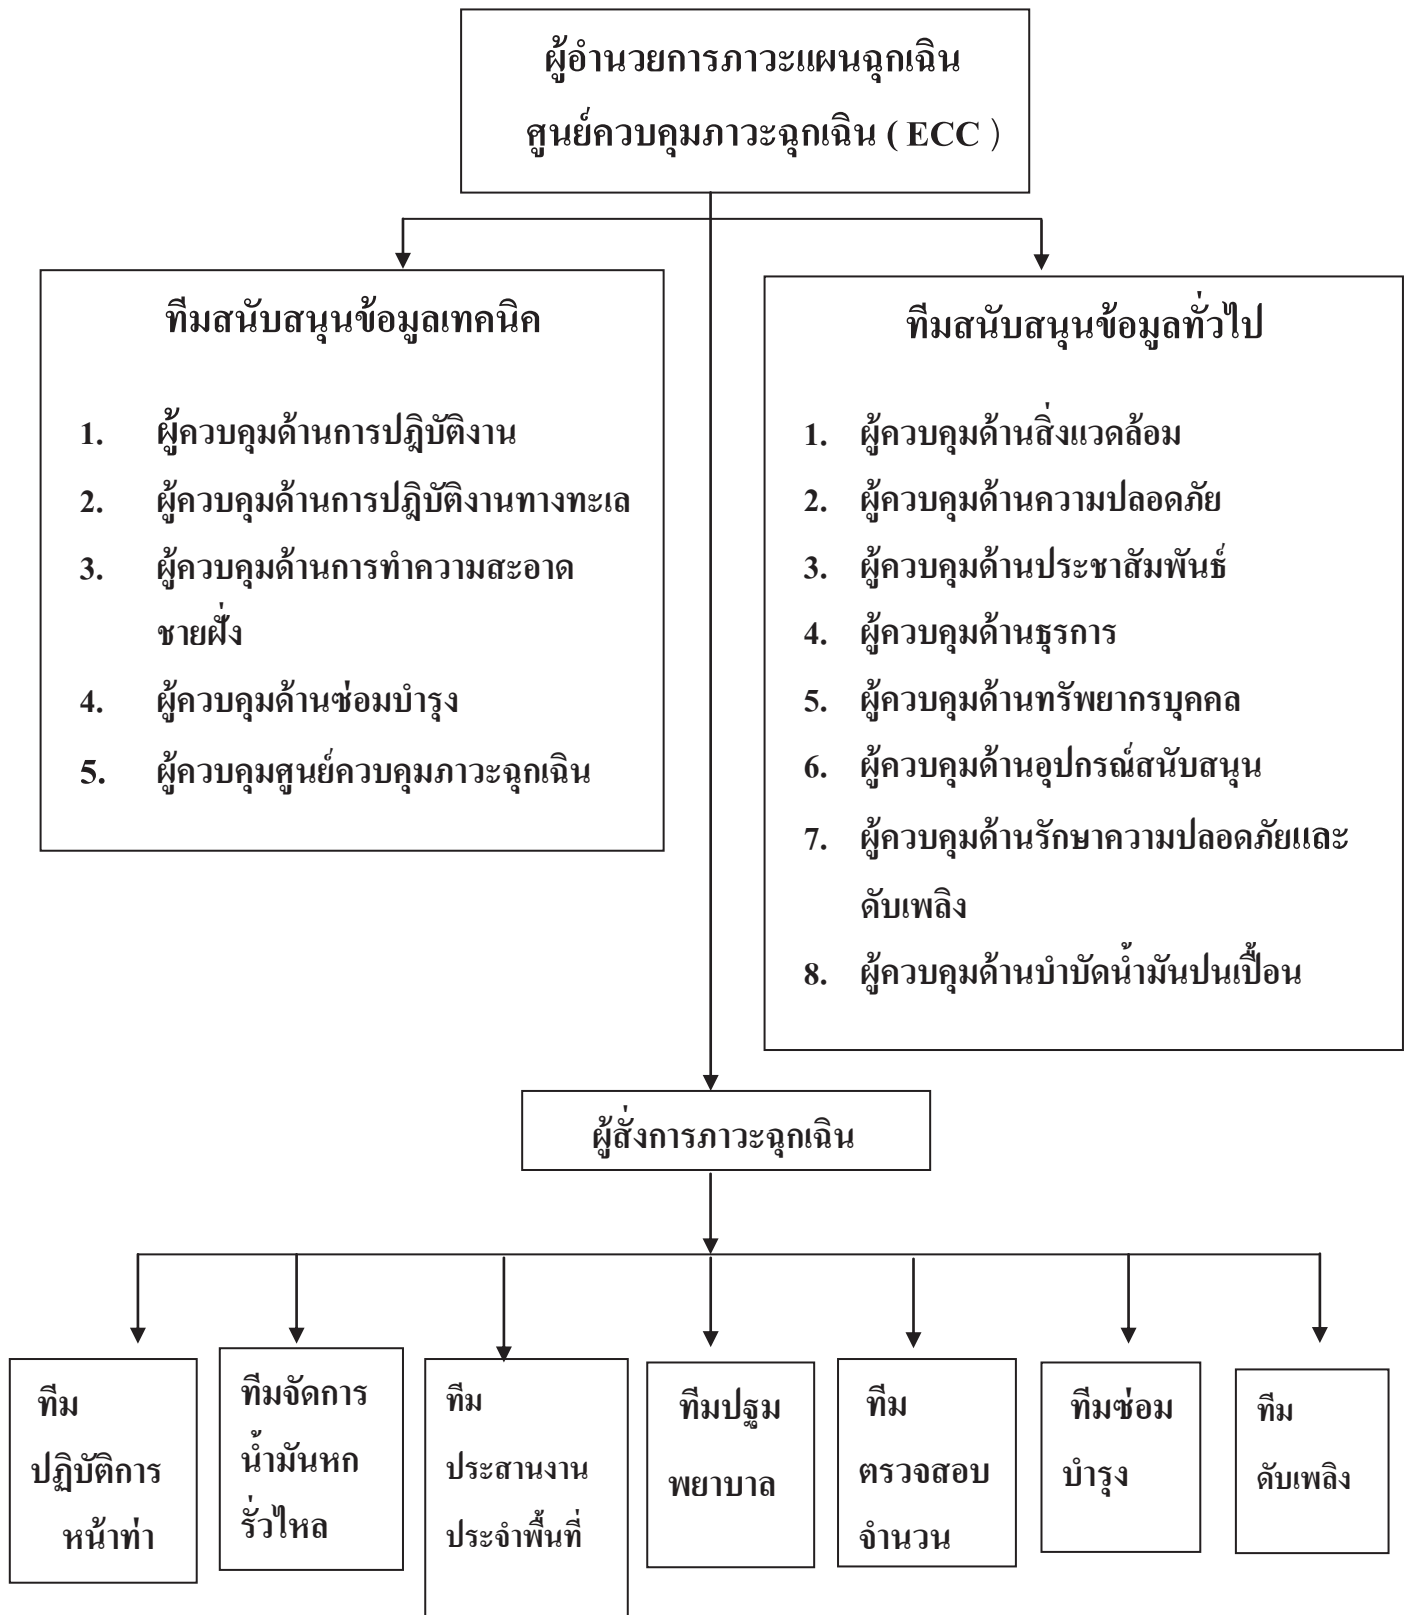 ผู้อำนวยการภาวะแผนฉุกเฉิน
ศูนย์ควบคุมภาวะฉุกเฉิน ( ECC )
ทีมสนับสนุนข้อมูลเทคนิค
1. ผู้ควบคุมด้านการปฎิบัติงาน
2. ผู้ควบคุมด้านการปฎิบัติงานทางทะเล
3. ผู้ควบคุมด้านการทำความสะอาด
ชายฝั่ง
4. ผู้ควบคุมด้านซ่อมบำรุง
5. ผู้ควบคุมศูนย์ควบคุมภาวะฉุกเฉิน
ทีมสนับสนุนข้อมูลทั่วไป
1. ผู้ควบคุมด้านสิ่งแวดล้อม
2. ผู้ควบคุมด้านความปลอดภัย
3. ผู้ควบคุมด้านประชาสัมพันธ์
4. ผู้ควบคุมด้านธุรการ
5. ผู้ควบคุมด้านทรัพยากรบุคคล
6. ผู้ควบคุมด้านอุปกรณ์สนับสนุน
7. ผู้ควบคุมด้านรักษาความปลอดภัยและ
ดับเพลิง
8. ผู้ควบคุมด้านบำบัดน้ำมันปนเปื้อน
ผู้สั่งการภาวะฉุกเฉิน
ทีม
ปฏิบัติการ
หน้าท่า
ทีมจัดการ
น้ำมันหก
รั่วไหล
ทีม
ประสานงาน
ประจำพื้นที่
ทีมปฐม
พยาบาล
ทีม
ตรวจสอบ
จำนวน
ทีมซ่อม
บำรุง
ทีม
ดับเพลิง